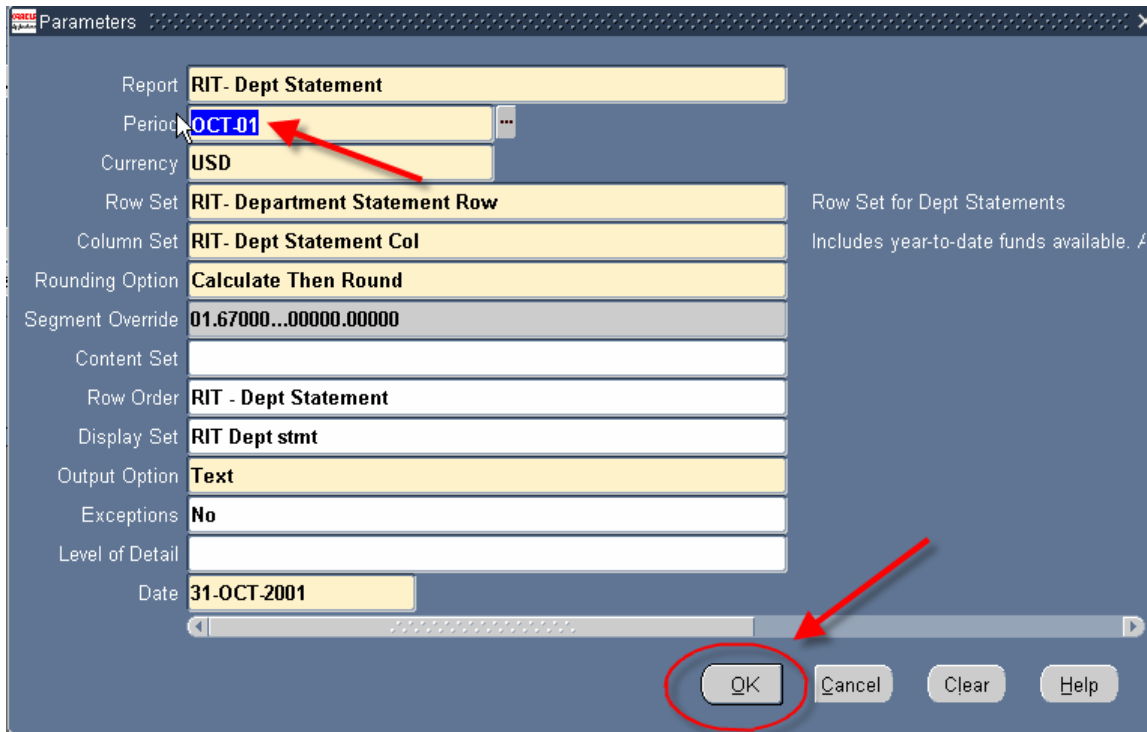 ORACLE Applications Parameters
Report RIT- Dept Statement
Period OCT-01 ...
Currency USD
Row Set RIT- Department Statement Row Row Set for Dept Statements
Column Set RIT- Dept Statement Col Includes year-to-date funds available.
Rounding Option Calculate Then Round
Segment Override 01.67000...00000.00000
Content Set
Row Order RIT - Dept Statement
Display Set RIT Dept stmt
Output Option Text
Exceptions No
Level of Detail
Date 31-OCT-2001
OK Cancel Clear Help